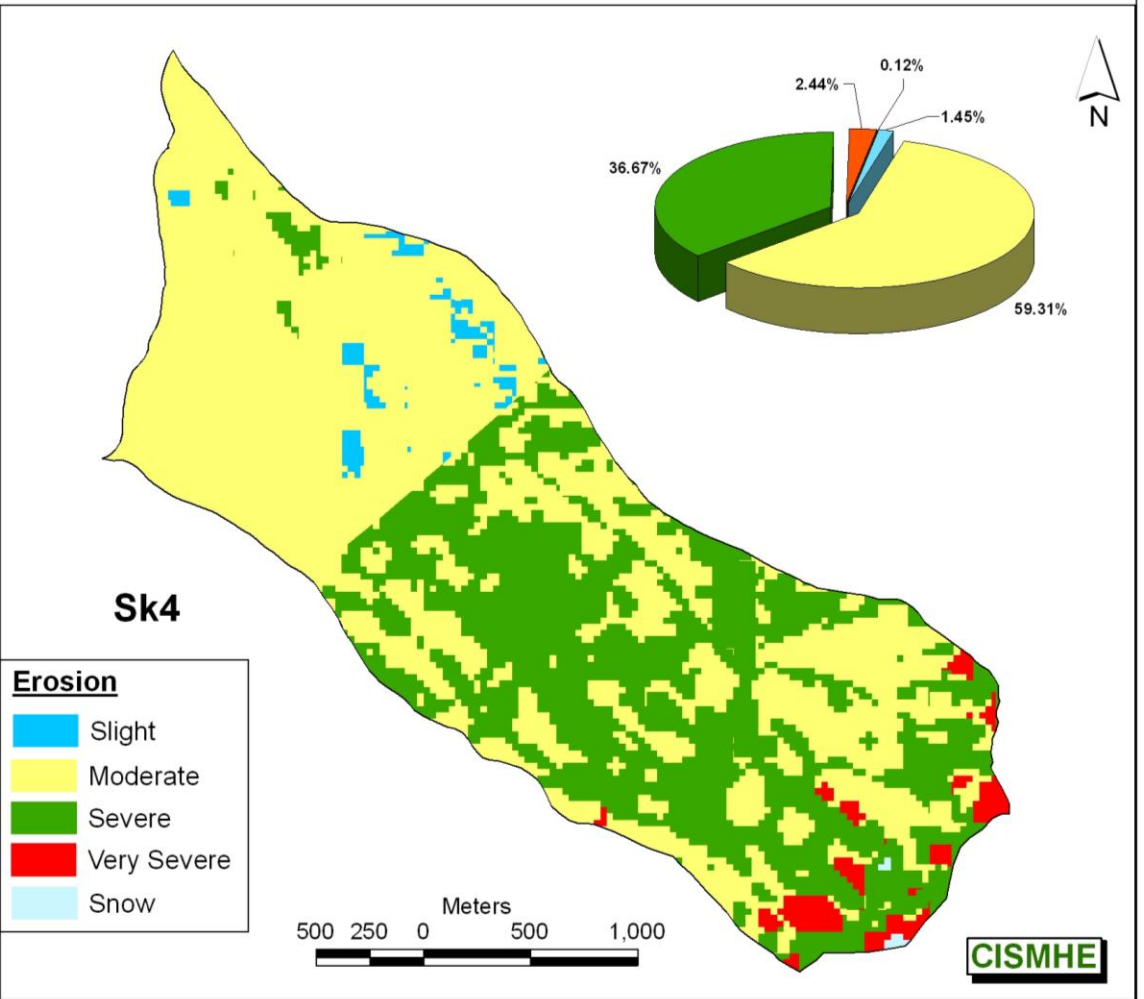 0.12%
2.44%
1.45%
N
36.67%
59.31%
Sk4
Erosion
Slight
Moderate
Severe
Very Severe
Snow
Meters
500 250 0 500 1,000
CISMHE